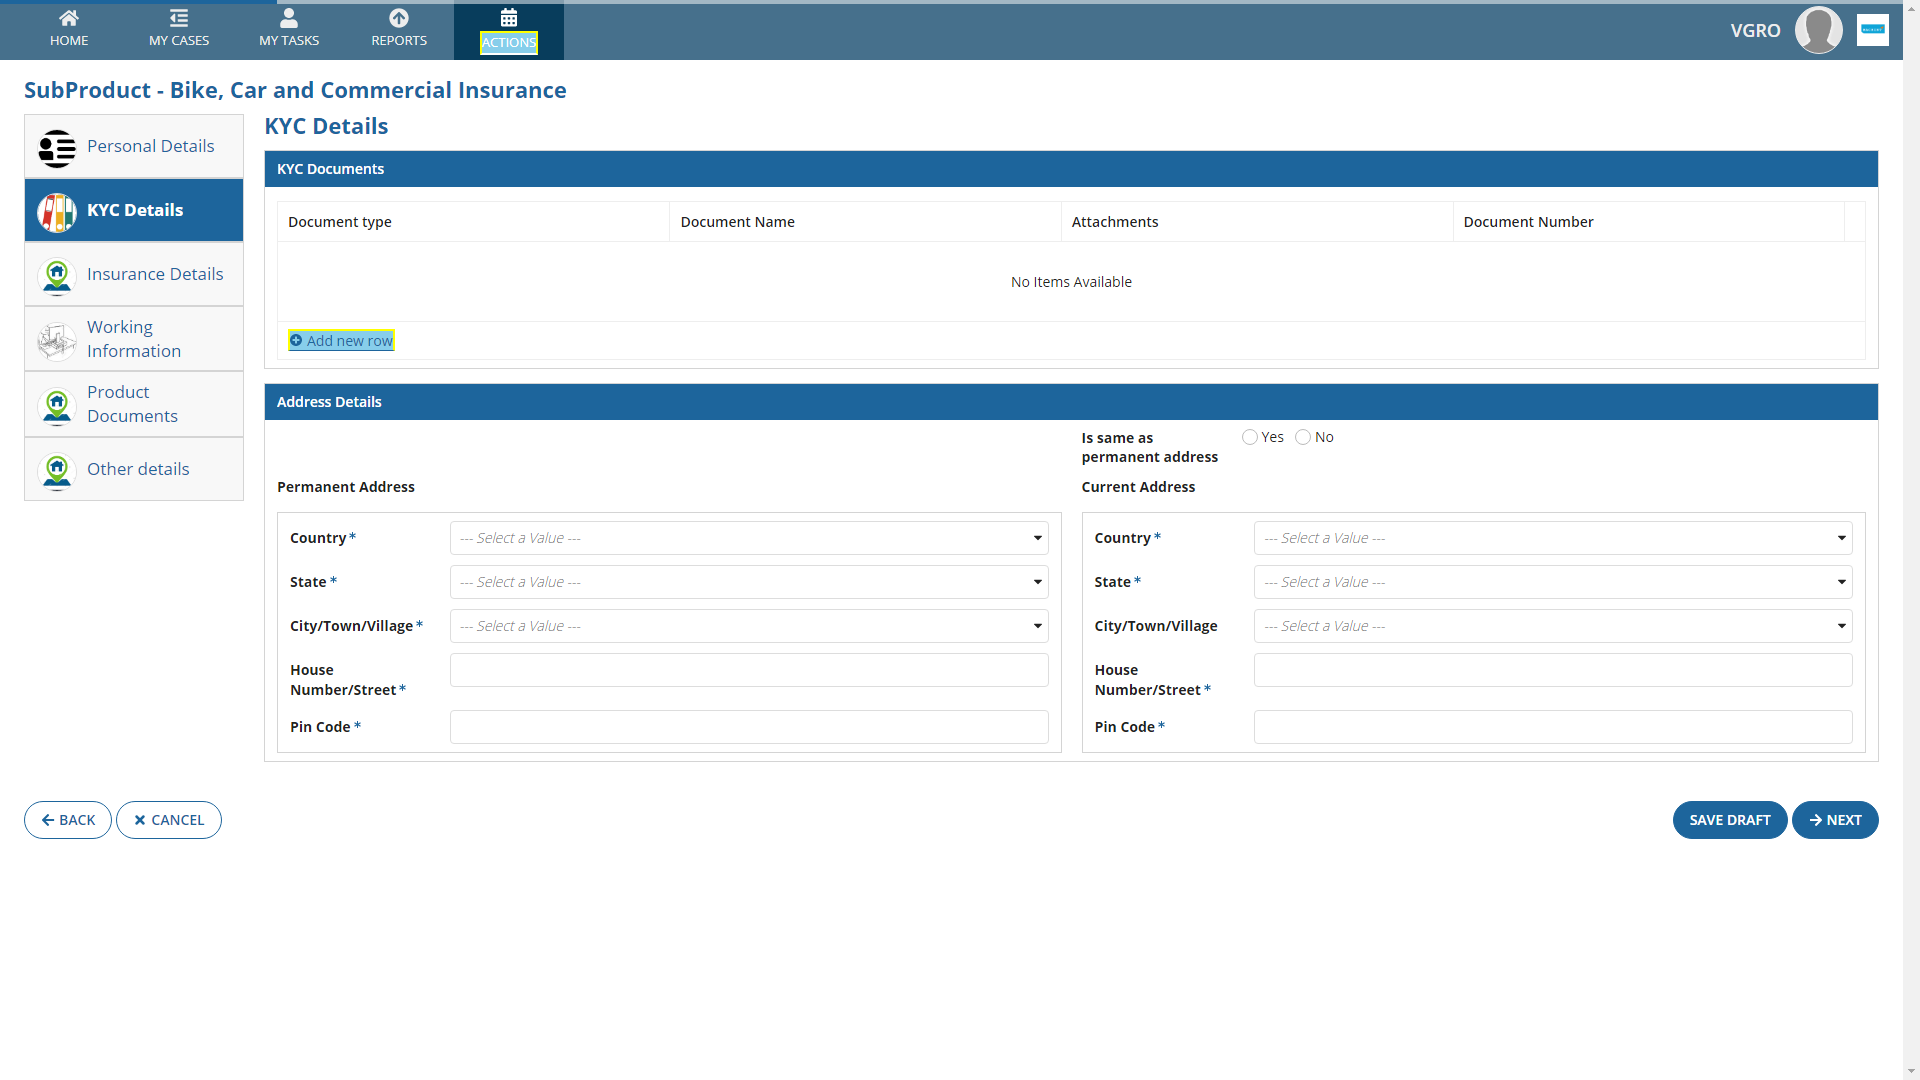 HOME
MY CASES
MY TASKS
REPORTS
ACTIONS
VGRO
SubProduct - Bike, Car and Commercial Insurance
Personal Details
KYC Details
Insurance Details
Working
Information
Product
Documents
Other details
KYC Details
KYC Documents
Document type
Document Name
Attachments
Document Number
No Items Available
Add new row
Address Details
Is same as
permanent address
Yes
No
Permanent Address
Country *
--- Select a Value ---
State *
--- Select a Value ---
City/Town/Village *
--- Select a Value ---
House
Number/Street *
Pin Code *
Current Address
Country *
--- Select a Value ---
State *
--- Select a Value ---
City/Town/Village
--- Select a Value ---
House
Number/Street *
Pin Code *
BACK
CANCEL
SAVE DRAFT
NEXT